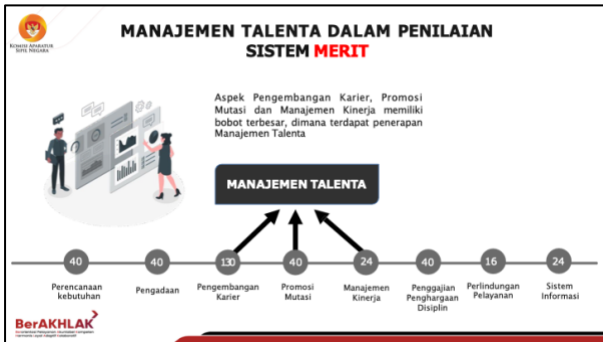 KOMISI APARATUR
SIPIL NEGARA
MANAJEMEN TALENTA DALAM PENILAIAN
SISTEM MERIT
Aspek Pengembangan Karier, Promosi
Mutasi dan Manajemen Kinerja memiliki
bobot terbesar, dimana terdapat penerapan
Manajemen Talenta
MANAJEMEN TALENTA
40
40
130
40
24
40
16
24
Perencanaan
kebutuhan
Pengadaan
Pengembangan
Karier
Promosi
Mutasi
Manajemen
Kinerja
Penggajian
Penghargaan
Disiplin
Perlindungan
Pelayanan
Sistem
Informasi
BerAKHLAK